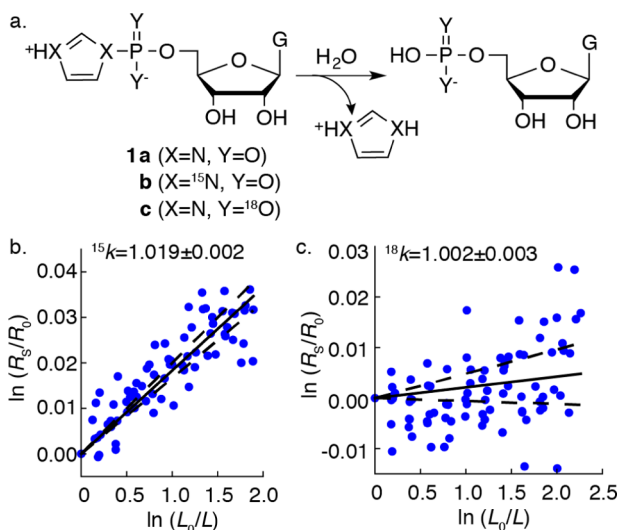 a.
Y
Y
G
G
⁺HX
X-P-O
O
H₂O
HO-P-O
O
Y⁻
Y⁻
OH OH
OH OH
⁺HX
XH
1a (X=N, Y=O)
b (X=¹⁵N, Y=O)
c (X=N, Y=¹⁸O)
b.
¹⁵k=1.019±0.002
ln (Rₛ/R₀)
0.04
0.03
0.02
0.01
0.00
0 0.5 1.0 1.5 2.0
ln (L₀/L)
c.
¹⁸k=1.002±0.003
ln (Rₛ/R₀)
0.03
0.02
0.01
0.00
-0.01
0 0.5 1.0 1.5 2.0 2.5
ln (L₀/L)